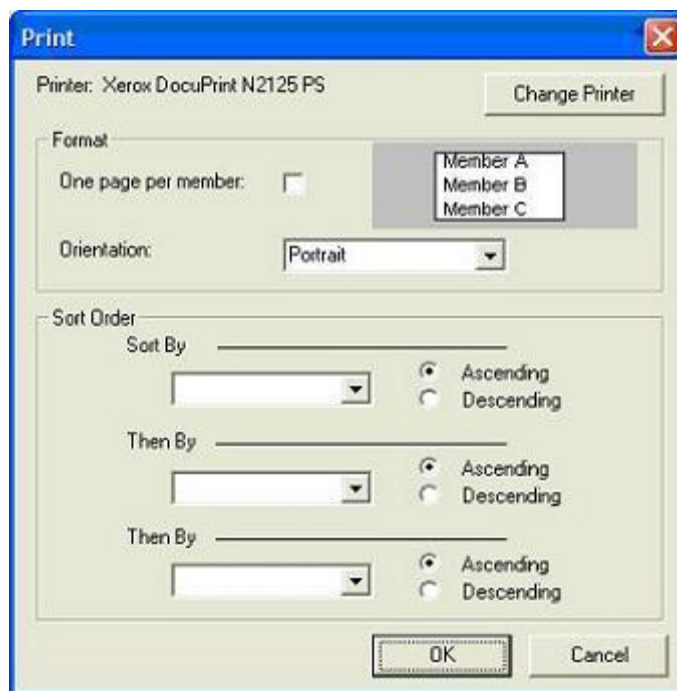 Print
Printer: Xerox DocuPrint N2125 PS
Change Printer
Format
One page per member:
Member A
Member B
Member C
Orientation:
Portrait
Sort Order
Sort By
Ascending
Descending
Then By
Ascending
Descending
Then By
Ascending
Descending
OK
Cancel